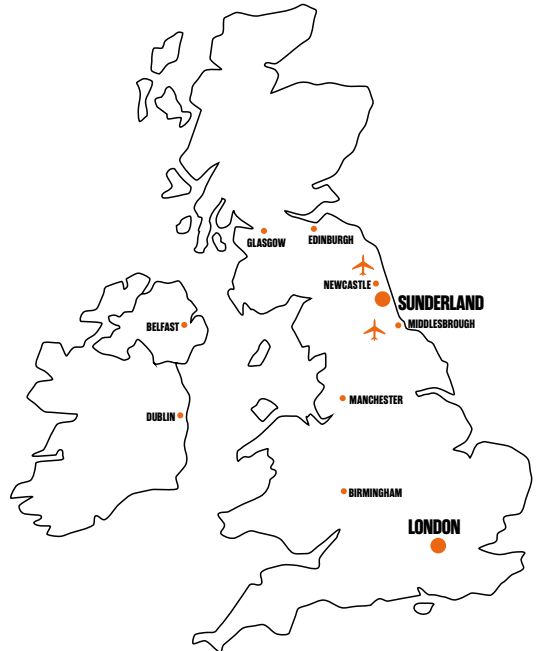 GLASGOW
EDINBURGH
NEWCASTLE
SUNDERLAND
BELFAST
MIDDLESBROUGH
MANCHESTER
DUBLIN
BIRMINGHAM
LONDON